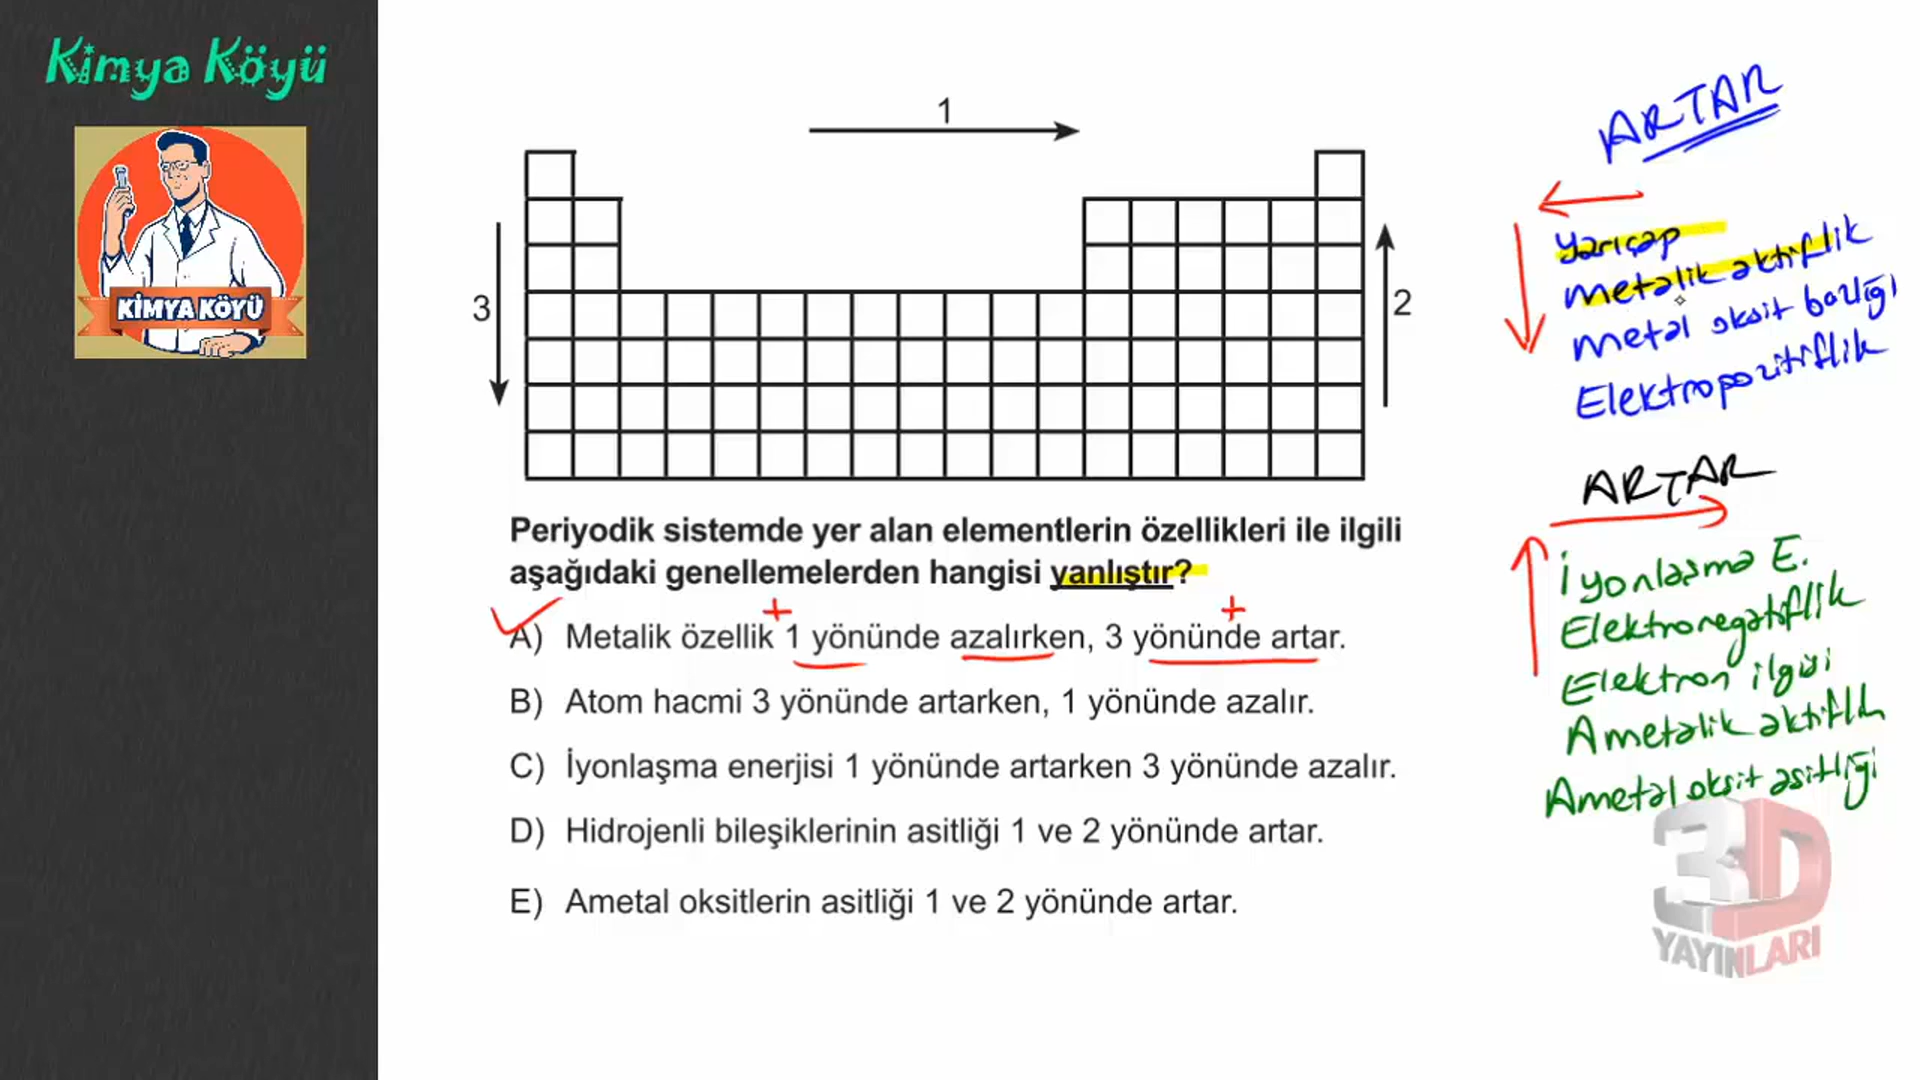 Kimya Köyü
KİMYA KÖYÜ
1
3
2
Periyodik sistemde yer alan elementlerin özellikleri ile ilgili
aşağıdaki genellemelerden hangisi yanlıştır?
+ +
A) Metalik özellik 1 yönünde azalırken, 3 yönünde artar.
B) Atom hacmi 3 yönünde artarken, 1 yönünde azalır.
C) İyonlaşma enerjisi 1 yönünde artarken 3 yönünde azalır.
D) Hidrojenli bileşiklerinin asitliği 1 ve 2 yönünde artar.
E) Ametal oksitlerin asitliği 1 ve 2 yönünde artar.
ARTAR
Yarıçap
Metalik aktiflik
Metal oksit bazlığı
Elektropozitiflik
ARTAR
İyonlaşma E.
Elektronegatiflik
Elektron ilgisi
Ametalik aktiflik
Ametal oksit asitliği
3D
YAYINLARI